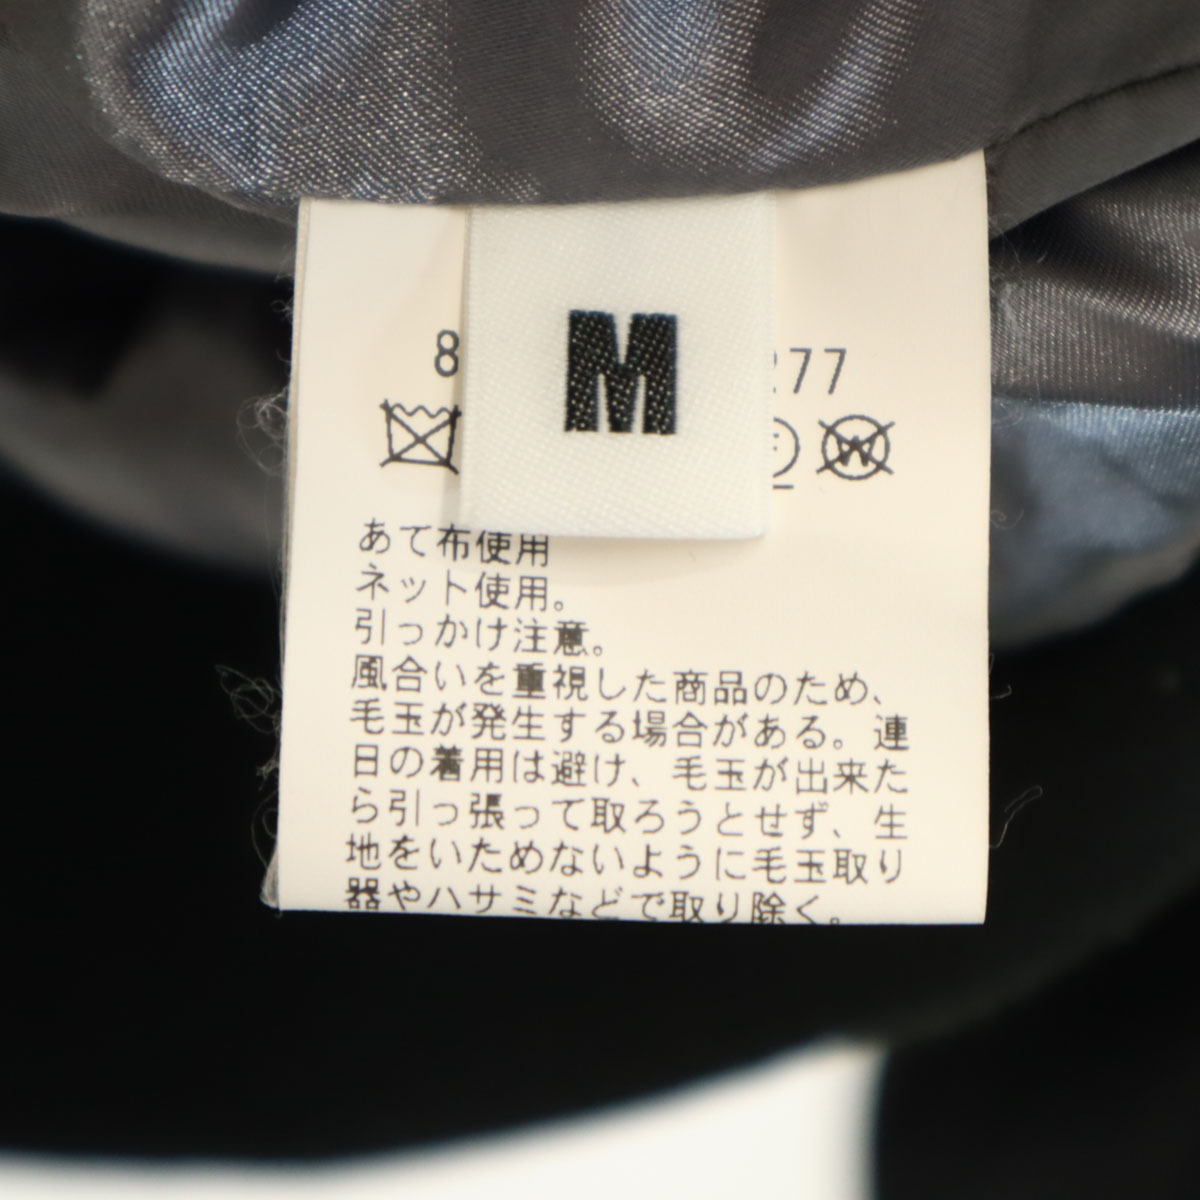 M
8
277
W
あて布使用
ネット使用。
引っかけ注意。
風合いを重視した商品のため、
毛玉が発生する場合がある。連
日の着用は避け、毛玉が出来た
ら引っ張って取ろうとせず、生
地をいためないように毛玉取り
器やハサミなどで取り除く。